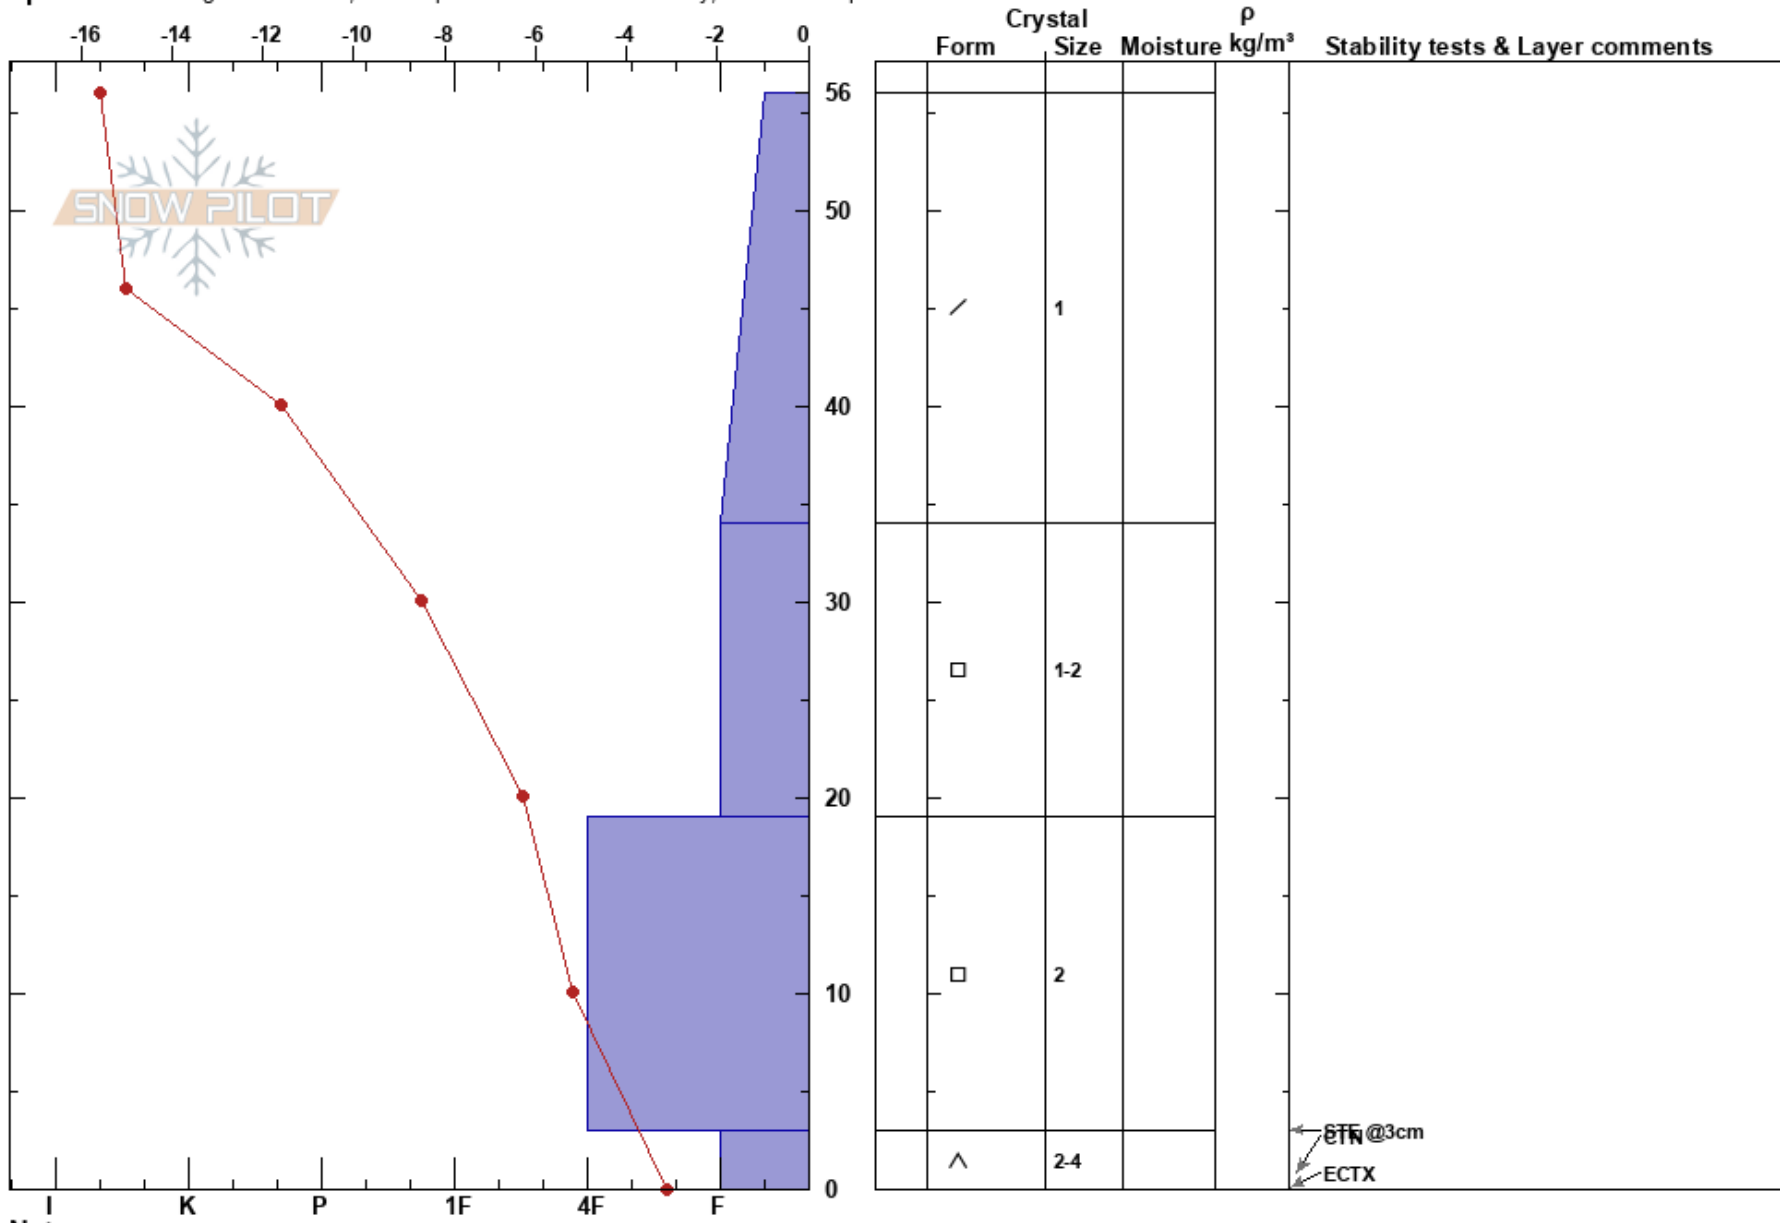 Crystal ρ
-16 -14 -12 -10 -8 -6 -4 -2 0 Form Size Moisture kg/m³ Stability tests & Layer comments
56
SNOW PILOT
50
1
40
30
1-2
20
2
10
STE @3cm
CTN
2-4
ECTX
0
I K P 1F 4F F